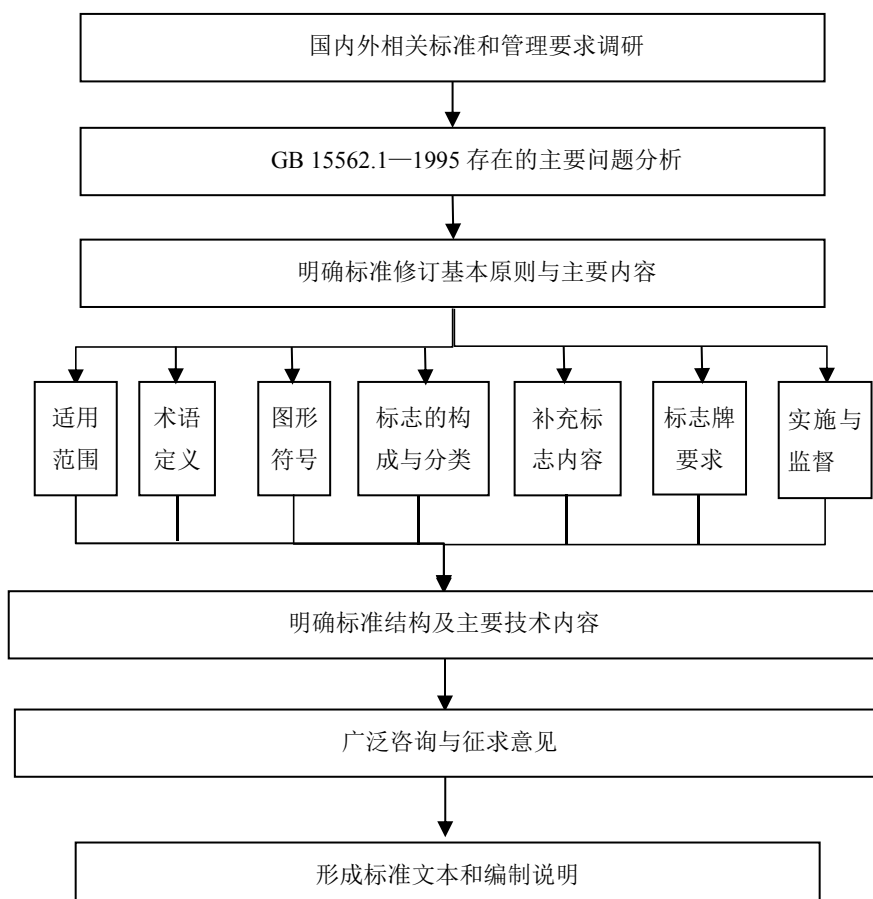 国内外相关标准和管理要求调研
GB 15562.1—1995 存在的主要问题分析
明确标准修订基本原则与主要内容
适用
范围
术语
定义
图形
符号
标志的构
成与分类
补充标
志内容
标志牌
要求
实施与
监督
明确标准结构及主要技术内容
广泛咨询与征求意见
形成标准文本和编制说明